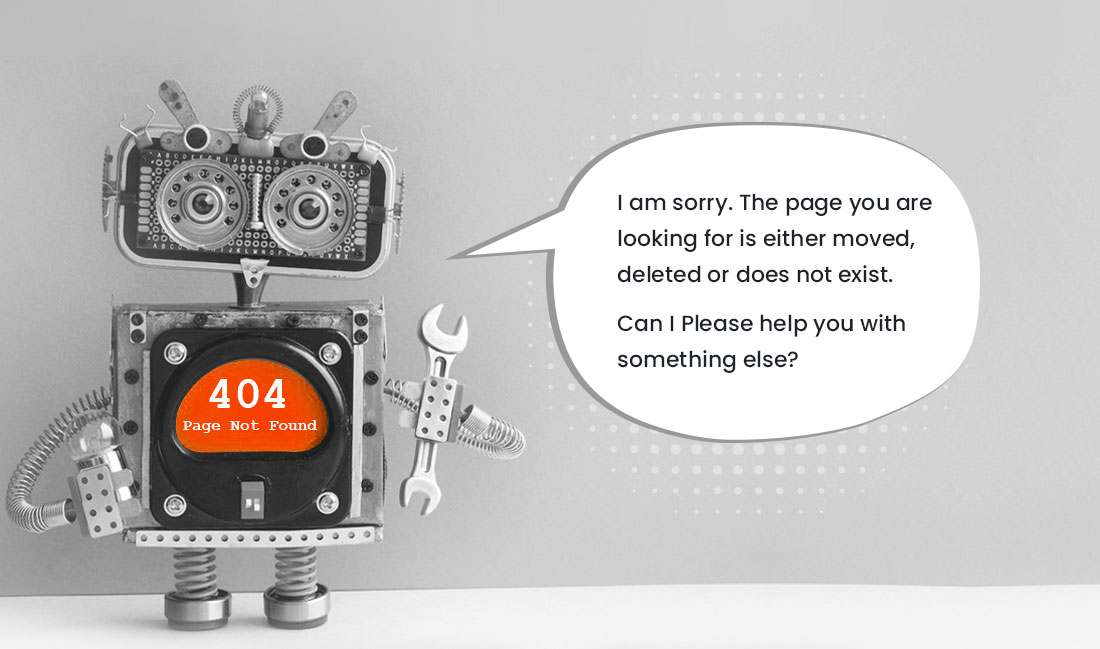 A B C D E F G H I J K L M N O P Q R S T U V W X
A B C
T U V W X
404
Page Not Found
I am sorry. The page you are
looking for is either moved,
deleted or does not exist.
Can I Please help you with
something else?